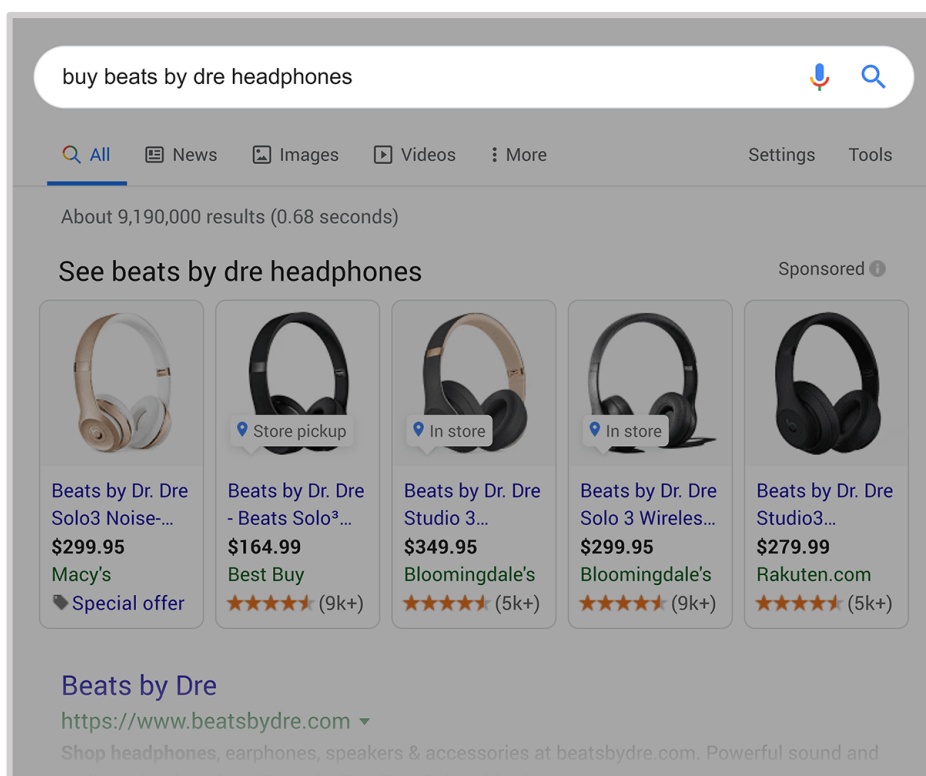 buy beats by dre headphones
All News Images Videos More Settings Tools
About 9,190,000 results (0.68 seconds)
See beats by dre headphones
Sponsored
Store pickup
In store
In store
Beats by Dr. Dre
Solo3 Noise-...
$299.95
Macy's
Special offer
Beats by Dr. Dre
- Beats Solo³...
$164.99
Best Buy
(9k+)
Beats by Dr. Dre
Studio 3...
$349.95
Bloomingdale's
(5k+)
Beats by Dr. Dre
Solo 3 Wireles...
$299.95
Bloomingdale's
(9k+)
Beats by Dr. Dre
Studio3...
$279.99
Rakuten.com
(5k+)
Beats by Dre
https://www.beatsbydre.com
Shop headphones, earphones, speakers & accessories at beatsbydre.com. Powerful sound and